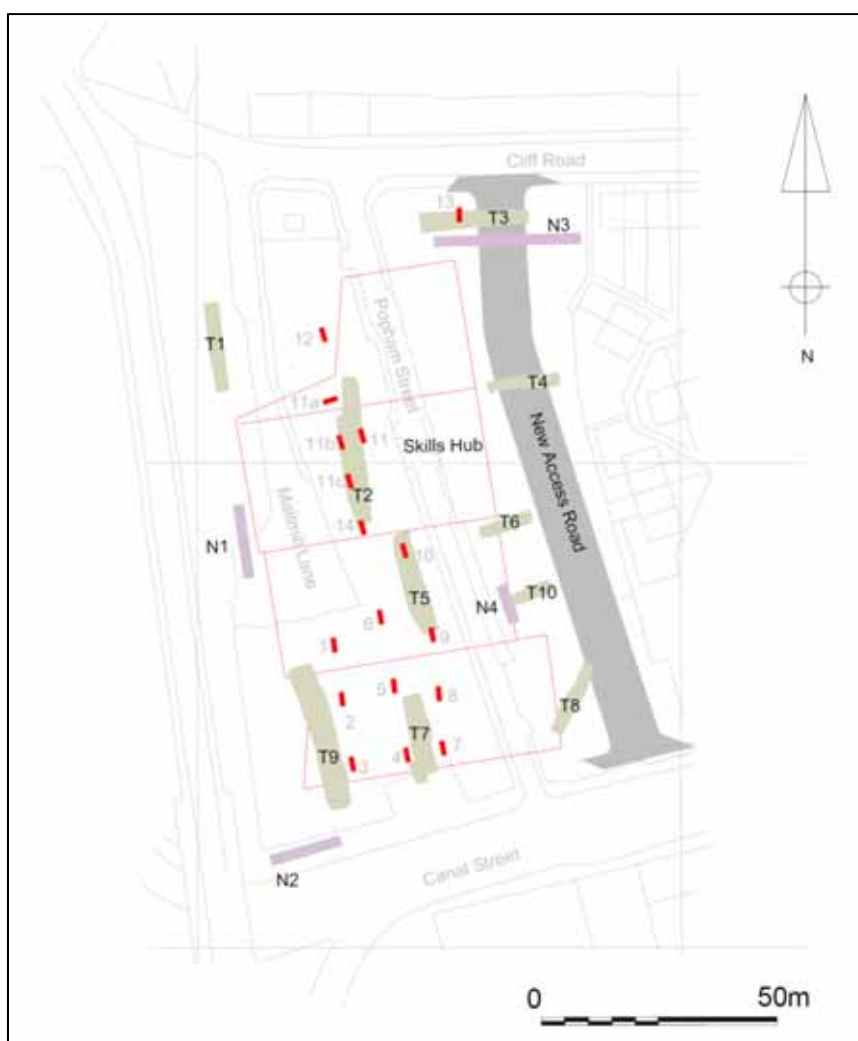 Cliff Road
13
T3
N3
N
T1
12
Popham Street
T4
11a
11b
11
Skills Hub
11c
T2
14
New Access Road
Malimal Lane
N1
10
T6
T5
T10
N4
6
1
9
5
8
2
T8
T7
T9
3
4
7
N2
Canal Street
0
50m